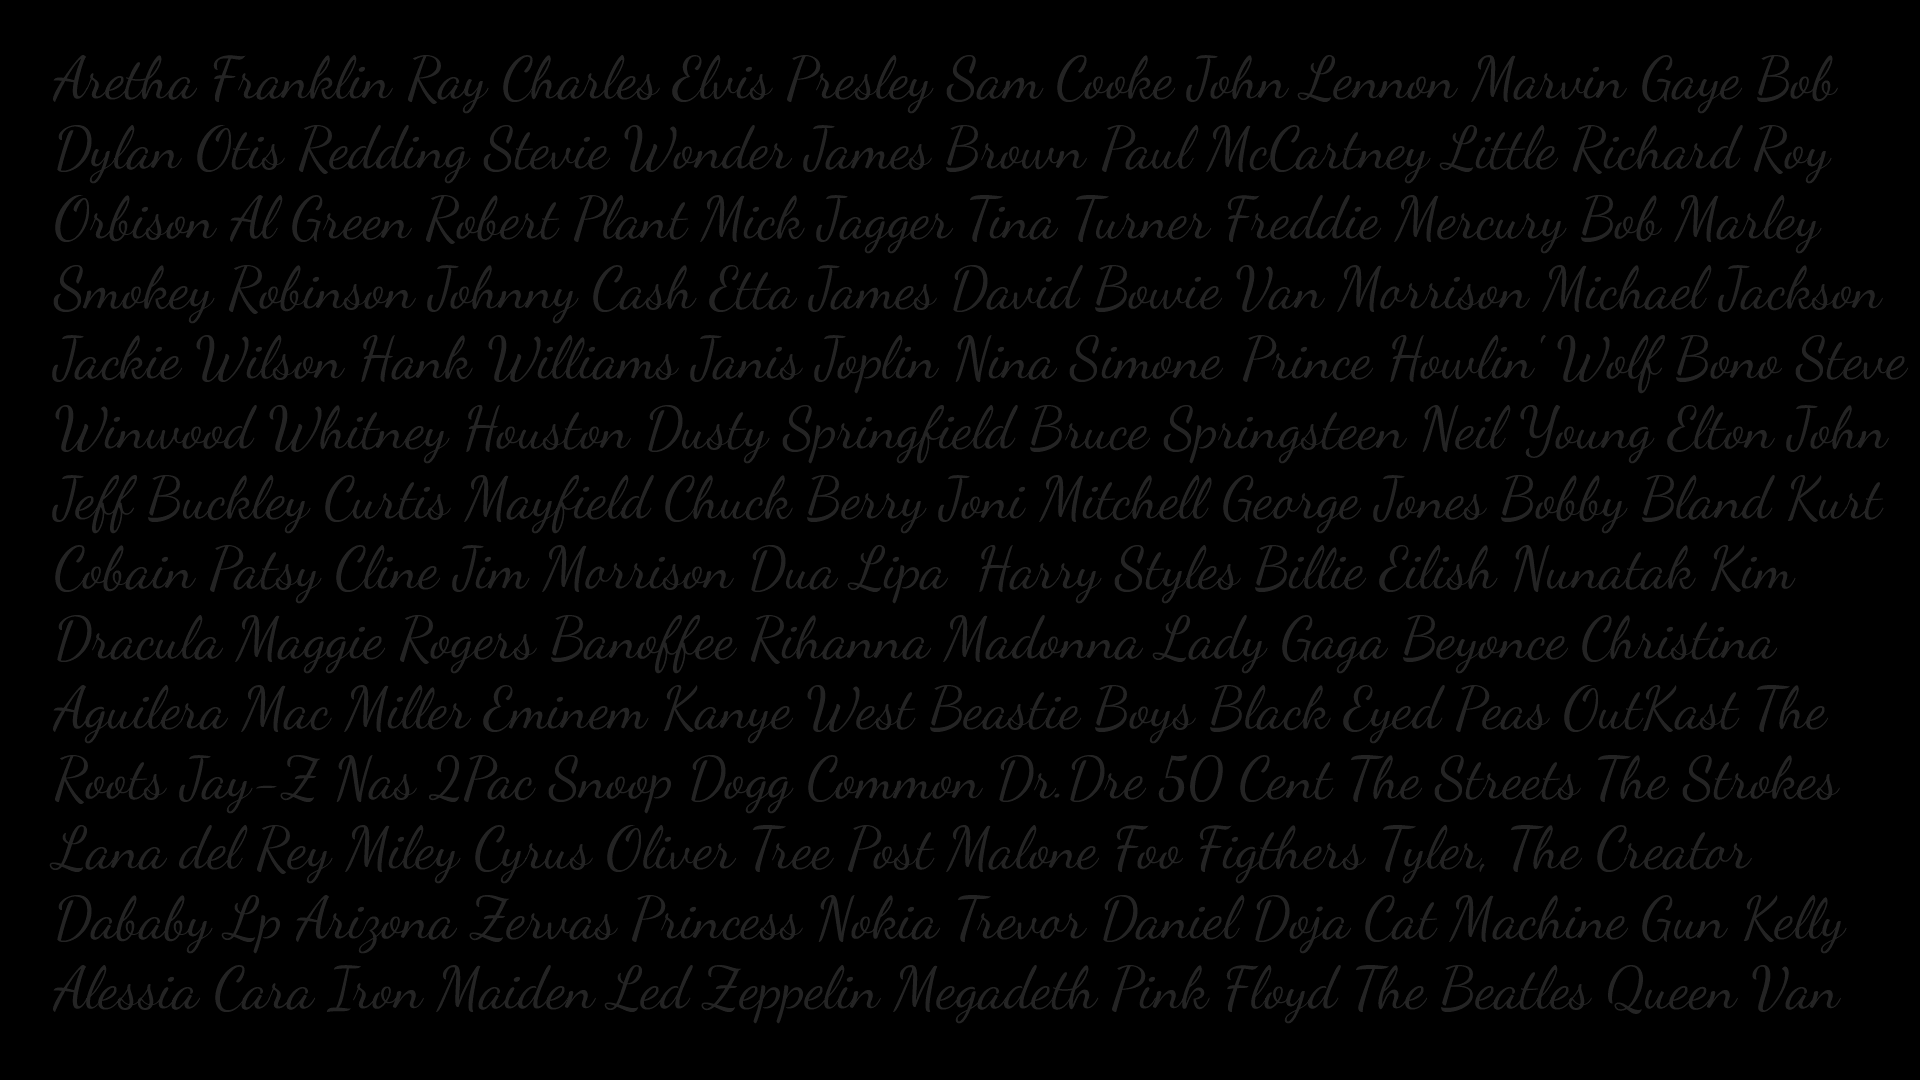 Aretha Franklin Ray Charles Elvis Presley Sam Cooke John Lennon Marvin Gaye Bob
Dylan Otis Redding Stevie Wonder James Brown Paul McCartney Little Richard Roy
Orbison Al Green Robert Plant Mick Jagger Tina Turner Freddie Mercury Bob Marley
Smokey Robinson Johnny Cash Etta James David Bowie Van Morrison Michael Jackson
Jackie Wilson Hank Williams Janis Joplin Nina Simone Prince Howlin' Wolf Bono Steve
Winwood Whitney Houston Dusty Springfield Bruce Springsteen Neil Young Elton John
Jeff Buckley Curtis Mayfield Chuck Berry Joni Mitchell George Jones Bobby Bland Kurt
Cobain Patsy Cline Jim Morrison Dua Lipa Harry Styles Billie Eilish Nunatak Kim
Dracula Maggie Rogers Banoffee Rihanna Madonna Lady Gaga Beyonce Christina
Aguilera Mac Miller Eminem Kanye West Beastie Boys Black Eyed Peas OutKast The
Roots Jay-Z Nas 2Pac Snoop Dogg Common Dr.Dre 50 Cent The Streets The Strokes
Lana del Rey Miley Cyrus Oliver Tree Post Malone Foo Figthers Tyler, The Creator
Dababy Lp Arizona Zervas Princess Nokia Trevor Daniel Doja Cat Machine Gun Kelly
Alessia Cara Iron Maiden Led Zeppelin Megadeth Pink Floyd The Beatles Queen Van